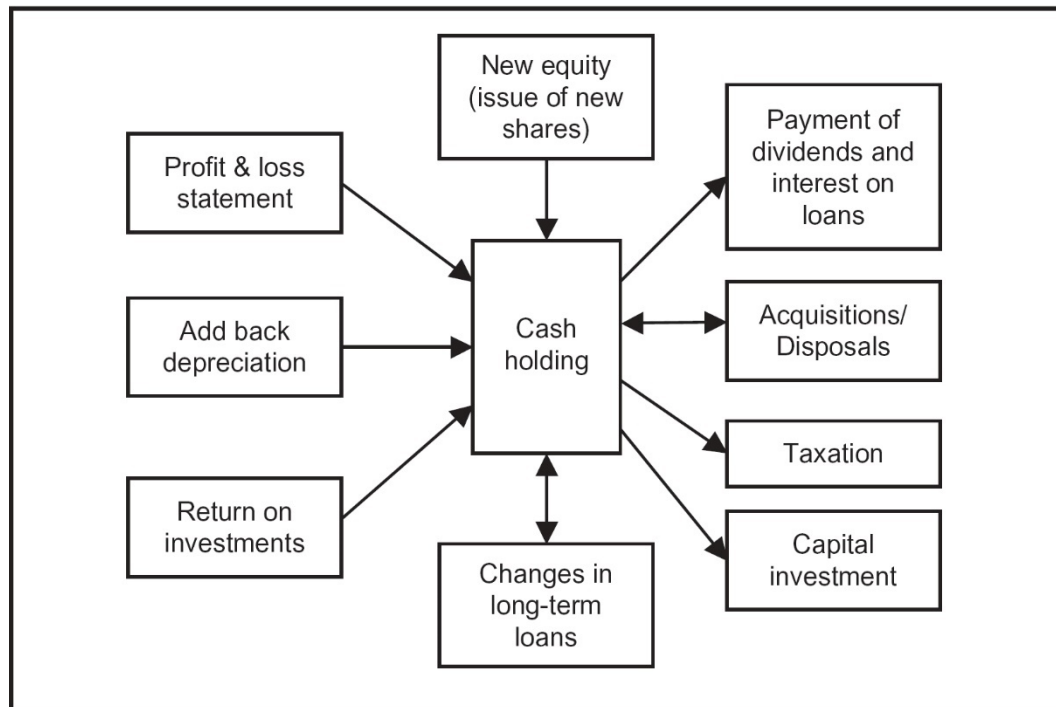 New equity
(issue of new
shares)
Payment of
dividends and
interest on
loans
Profit & loss
statement
Add back
depreciation
Cash
holding
Acquisitions/
Disposals
Taxation
Return on
investments
Capital
investment
Changes in
long-term
loans